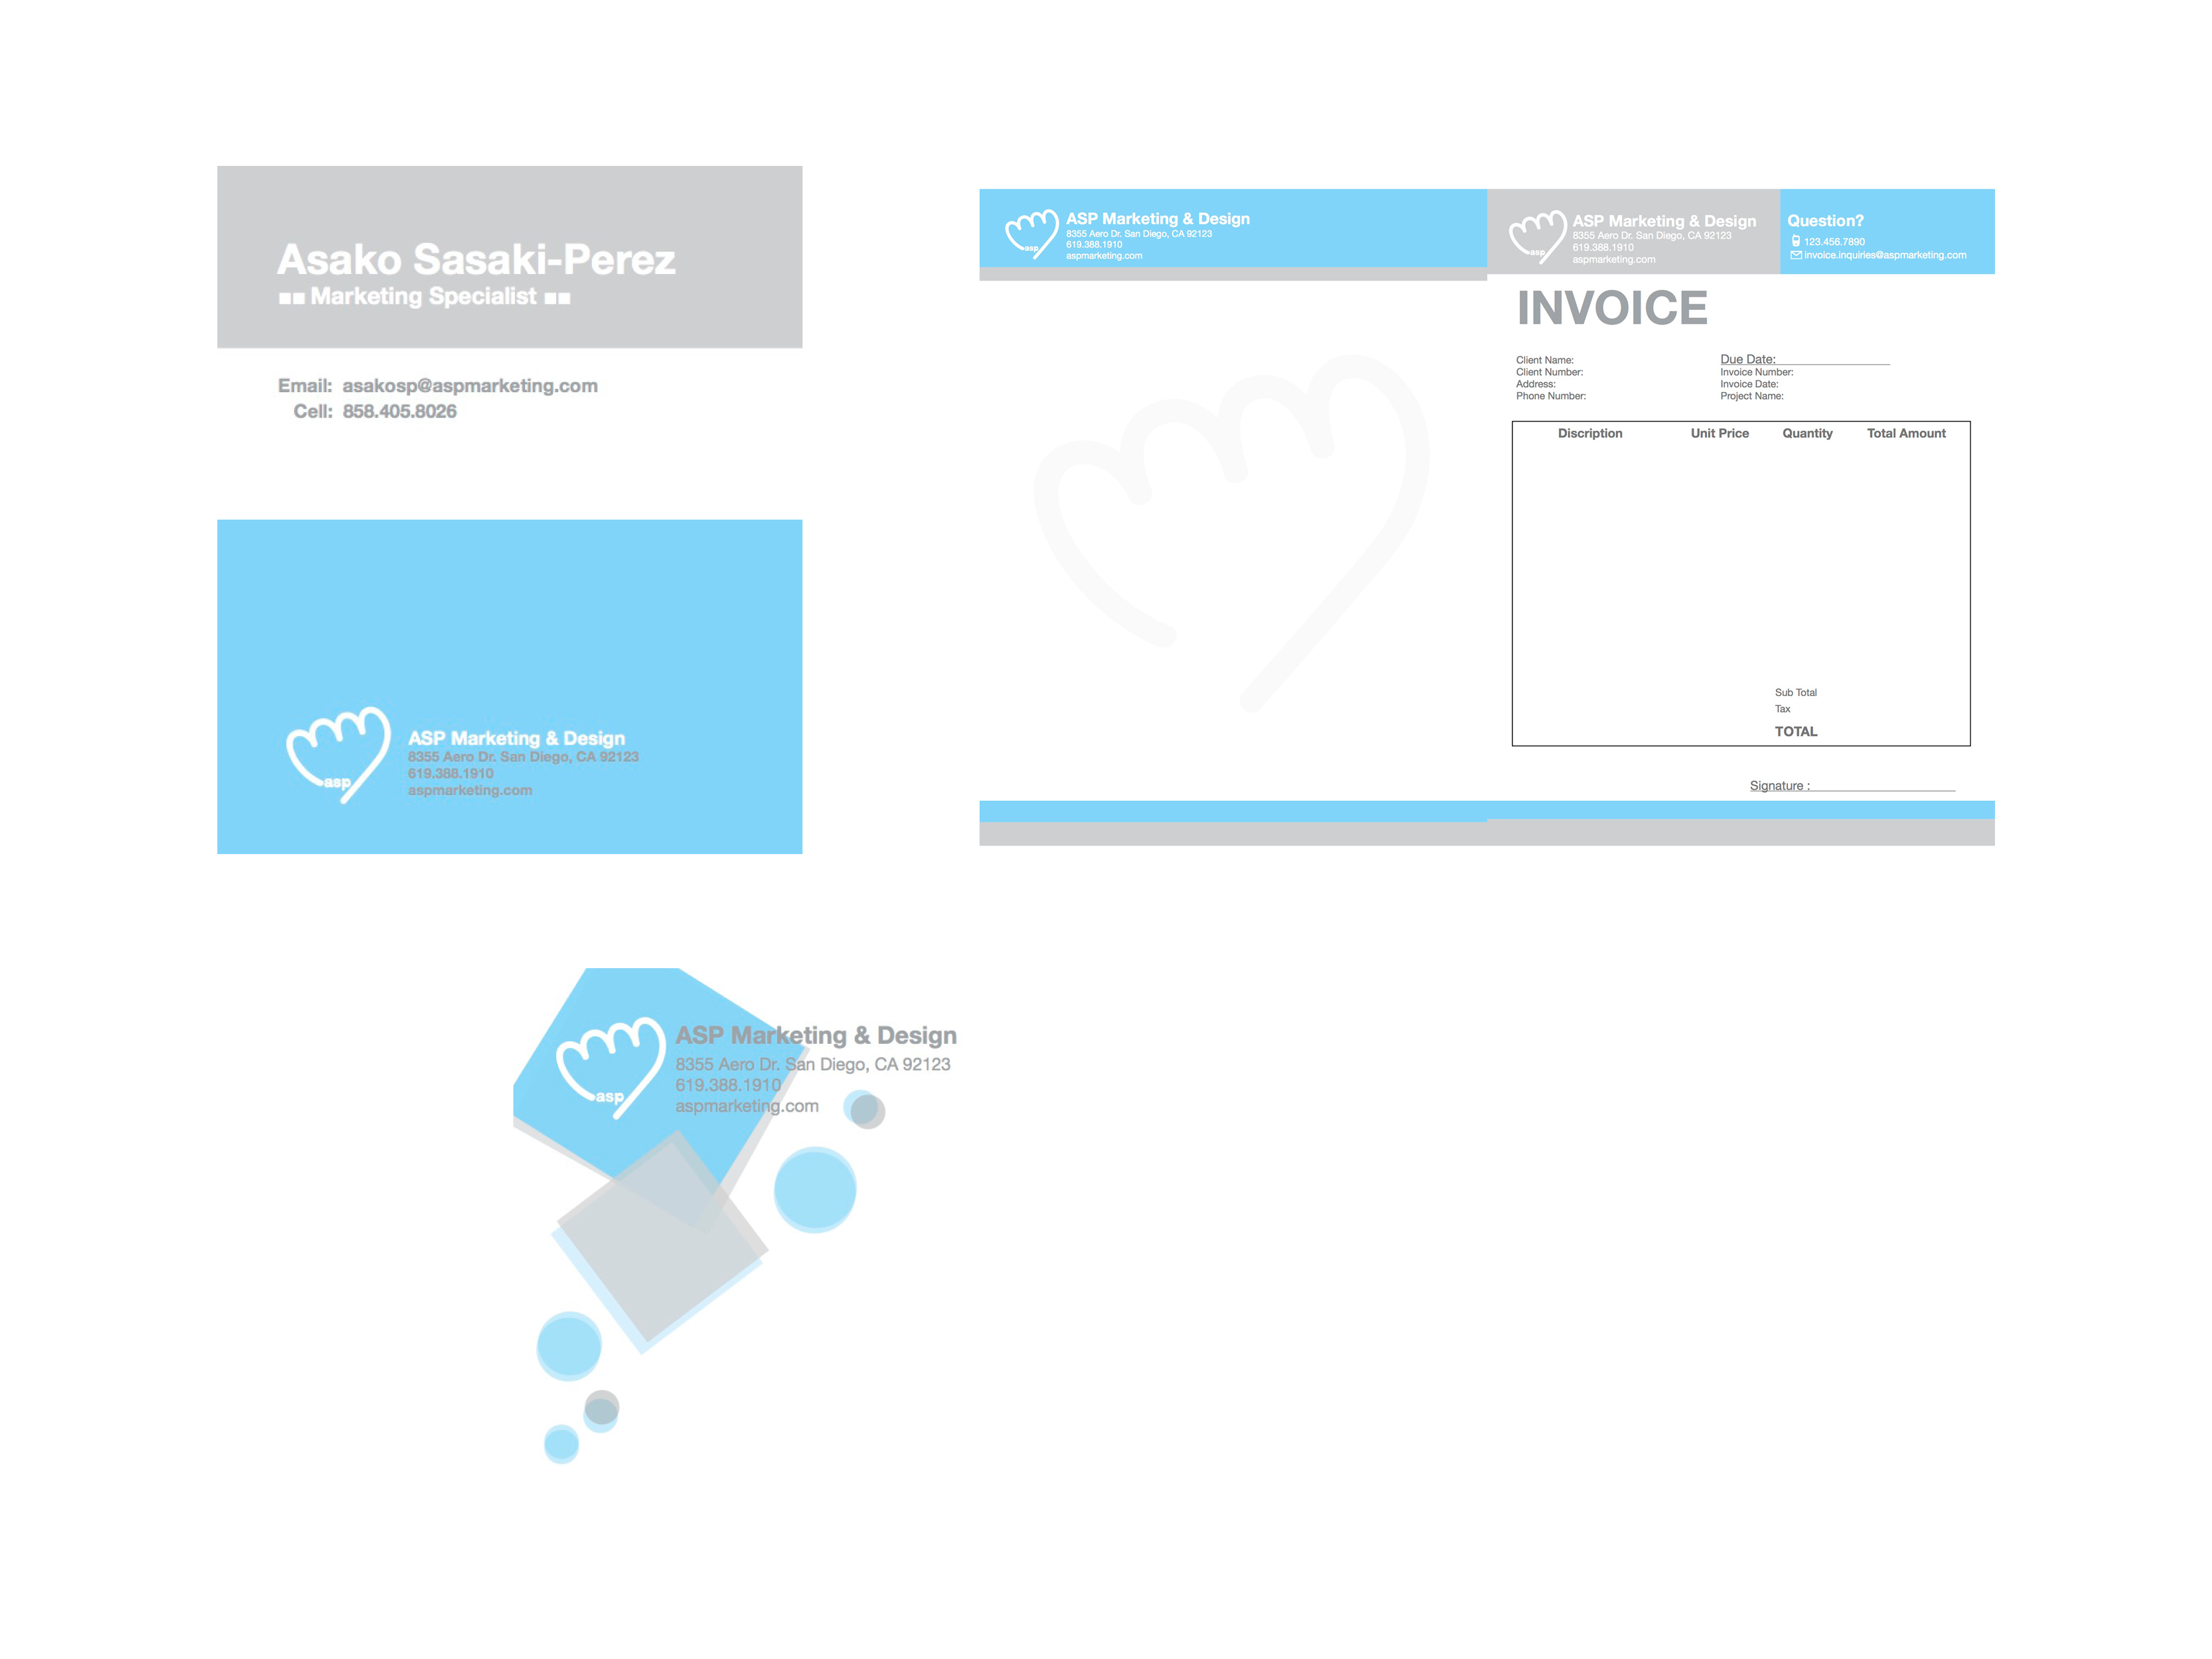 Asako Sasaki-Perez
■■ Marketing Specialist ■■
Email: asakosp@aspmarketing.com
Cell: 858.405.8026
asp
ASP Marketing & Design
8355 Aero Dr. San Diego, CA 92123
619.388.1910
aspmarketing.com
asp
ASP Marketing & Design
8355 Aero Dr. San Diego, CA 92123
619.388.1910
aspmarketing.com
asp
ASP Marketing & Design
8355 Aero Dr. San Diego, CA 92123
619.388.1910
aspmarketing.com
Question?
123.456.7890
invoice.inquiries@aspmarketing.com
INVOICE
Client Name:
Client Number:
Address:
Phone Number:
Due Date:
Invoice Number:
Invoice Date:
Project Name:
Discription Unit Price Quantity Total Amount
Sub Total
Tax
TOTAL
Signature :
asp
ASP Marketing & Design
8355 Aero Dr. San Diego, CA 92123
619.388.1910
aspmarketing.com